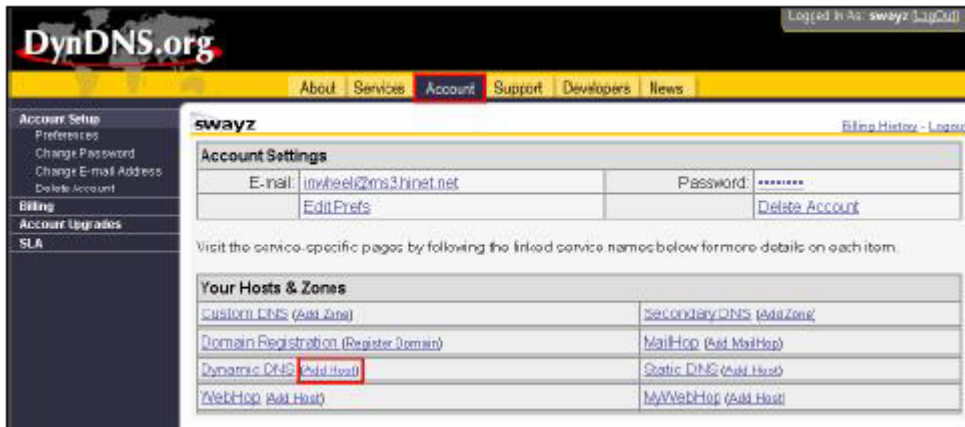 Logged In As: swayz (LogOut)
DynDNS.org
About Services Account Support Developers News
Account Setup
Preferences
Change Password
Change E-mail Address
Delete Account
Billing
Account Upgrades
SLA
swayz
Billing History - Logout
Account Settings
E-mail: Password: ********
Edit Prefs Delete Account
Visit the service-specific pages by following the linked service names below for more details on each item.
Your Hosts & Zones
Custom DNS (Add Zone) Secondary DNS (Add Zone)
Domain Registration (Register Domain) MailHop (Add MailHop)
Dynamic DNS (Add Host) Static DNS (Add Host)
WebHop (Add Host) MyWebHop (Add Host)